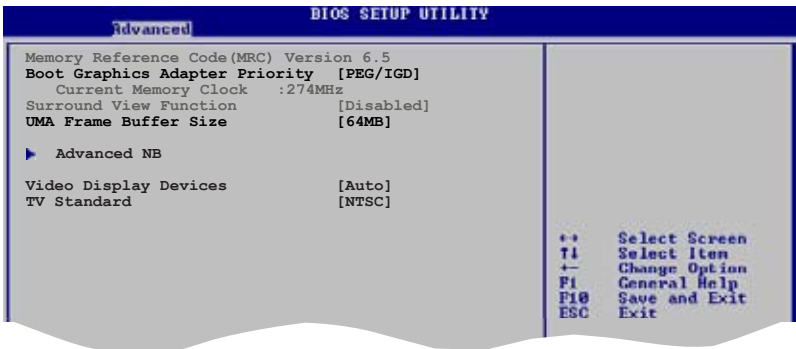 BIOS SETUP UTILITY
Advanced
Memory Reference Code(MRC) Version 6.5
Boot Graphics Adapter Priority [PEG/IGD]
Current Memory Clock :274MHz
Surround View Function [Disabled]
UMA Frame Buffer Size [64MB]
Advanced NB
Video Display Devices [Auto]
TV Standard [NTSC]
←→ Select Screen
↑↓ Select Item
+- Change Option
F1 General Help
F10 Save and Exit
ESC Exit